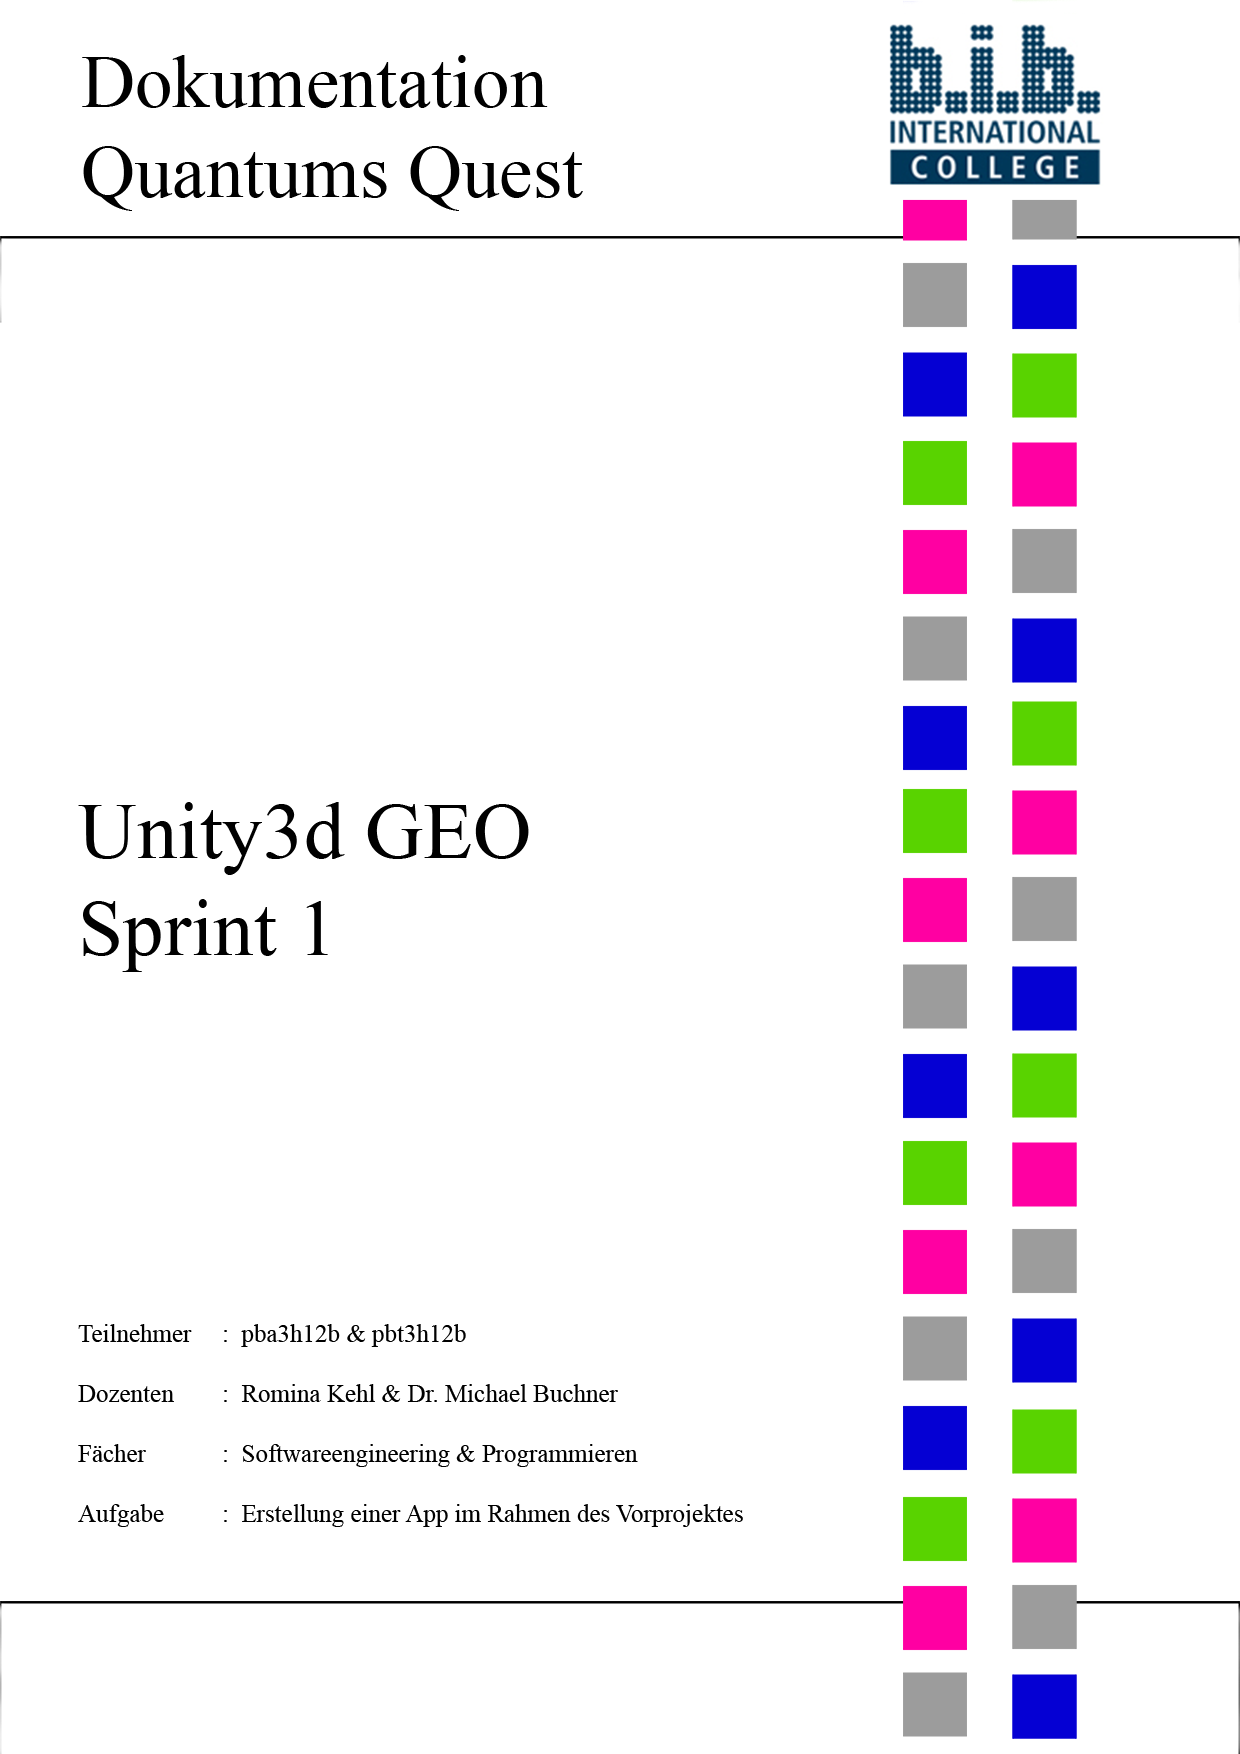 Dokumentation
Quantums Quest
b.i.b.
INTERNATIONAL
COLLEGE
Unity3d GEO
Sprint 1
Teilnehmer : pba3h12b & pbt3h12b
Dozenten : Romina Kehl & Dr. Michael Buchner
Fächer : Softwareengineering & Programmieren
Aufgabe : Erstellung einer App im Rahmen des Vorprojektes